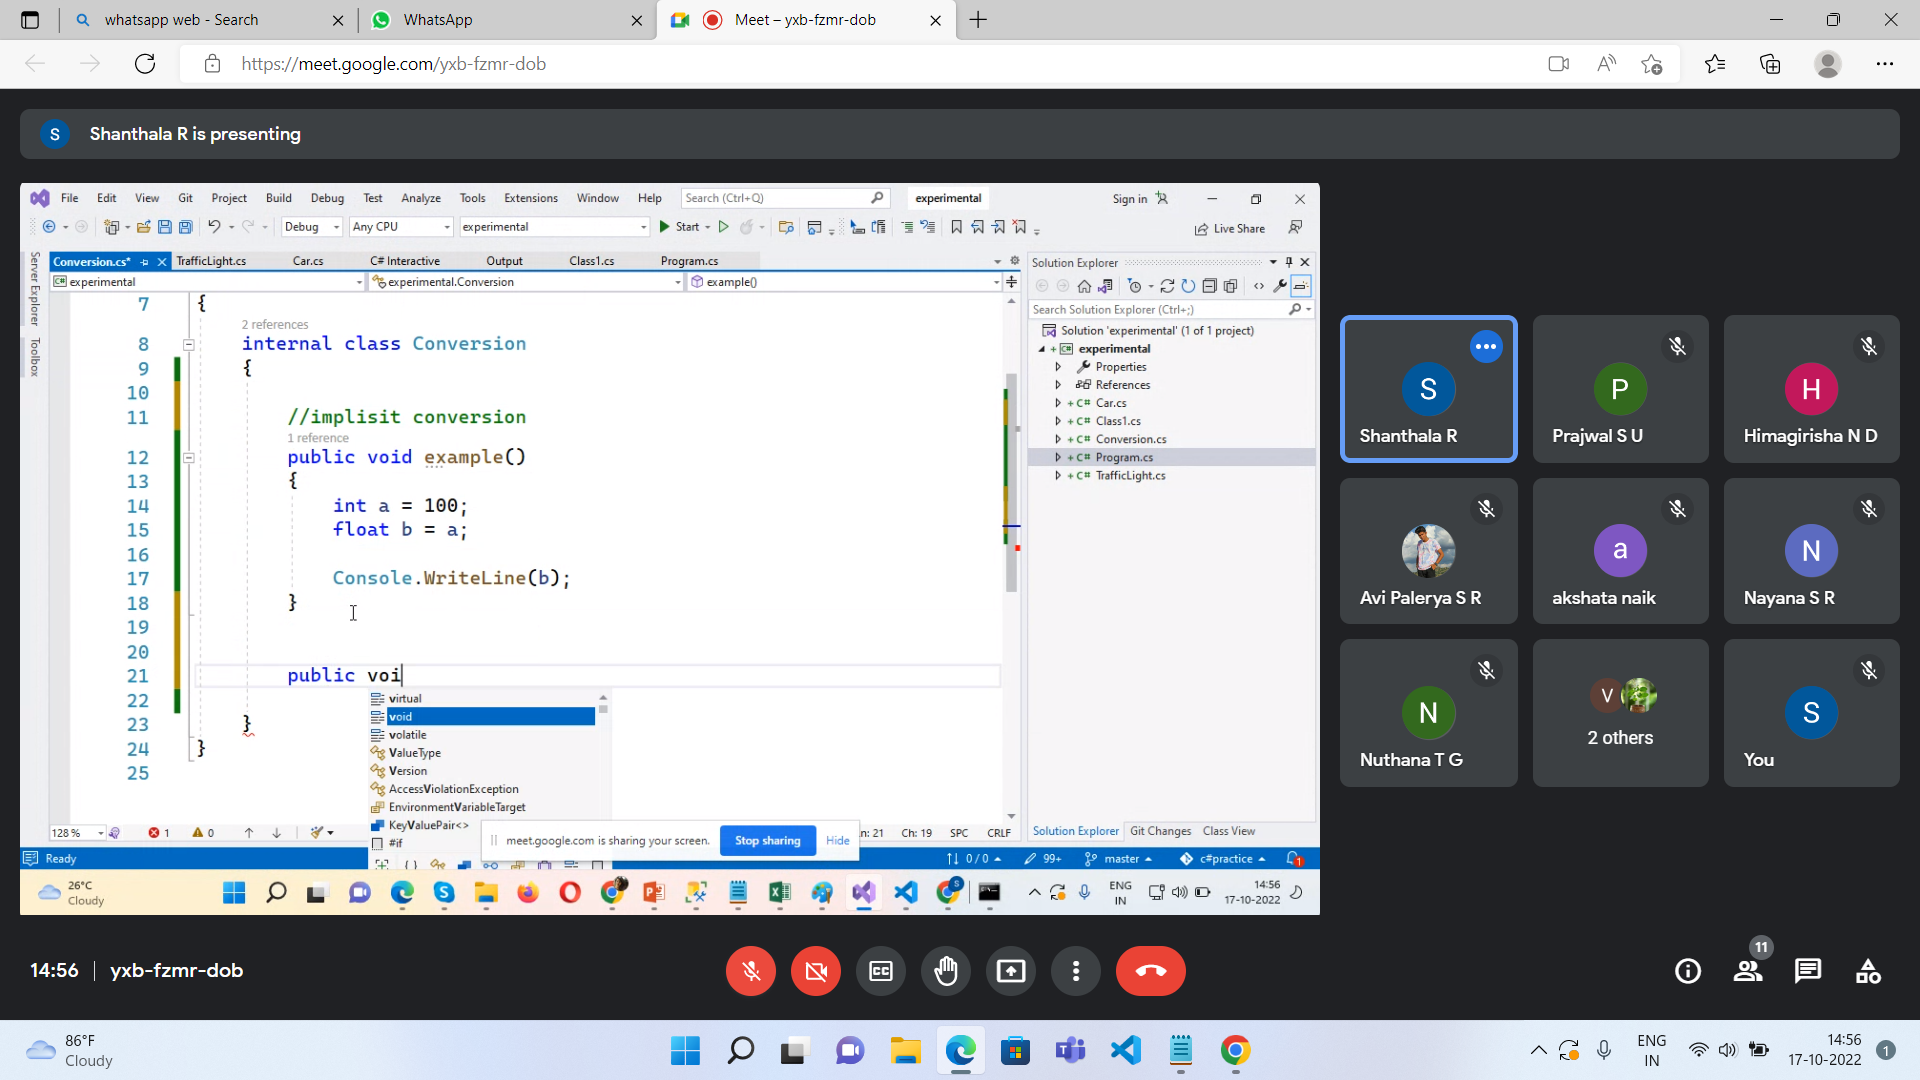 whatsapp web - Search
WhatsApp
Meet – yxb-fzmr-dob
https://meet.google.com/yxb-fzmr-dob
S Shanthala R is presenting
File Edit View Git Project Build Debug Test Analyze Tools Extensions Window Help Search (Ctrl+Q) experimental Sign in
Debug Any CPU experimental Start Live Share
Server Explorer
Toolbox
Conversion.cs* TrafficLight.cs Car.cs C# Interactive Output Class1.cs Program.cs
experimental experimental.Conversion example()
7 {
2 references
8 internal class Conversion
9 {
10
11 //implisit conversion
1 reference
12 public void example()
13 {
14 int a = 100;
15 float b = a;
16
17 Console.WriteLine(b);
18 }
19
20
21 public voi
22
23 }
24 }
25
virtual
void
volatile
ValueType
Version
AccessViolationException
EnvironmentVariableTarget
KeyValuePair<>
#if
128 % 1 0 n: 21 Ch: 19 SPC CRLF
meet.google.com is sharing your screen. Stop sharing Hide
Ready 0 / 0 99+ master c#practice 1
Solution Explorer
Search Solution Explorer (Ctrl+;)
Solution 'experimental' (1 of 1 project)
experimental
Properties
References
C# Car.cs
C# Class1.cs
C# Conversion.cs
C# Program.cs
C# TrafficLight.cs
Solution Explorer Git Changes Class View
26°C
Cloudy
ENG
IN
14:56
17-10-2022
S
Shanthala R
P
Prajwal S U
H
Himagirisha N D
Avi Palerya S R
a
akshata naik
N
Nayana S R
N
Nuthana T G
V
2 others
S
You
14:56 | yxb-fzmr-dob
CC
11
86°F
Cloudy
ENG
IN
14:56
17-10-2022
1